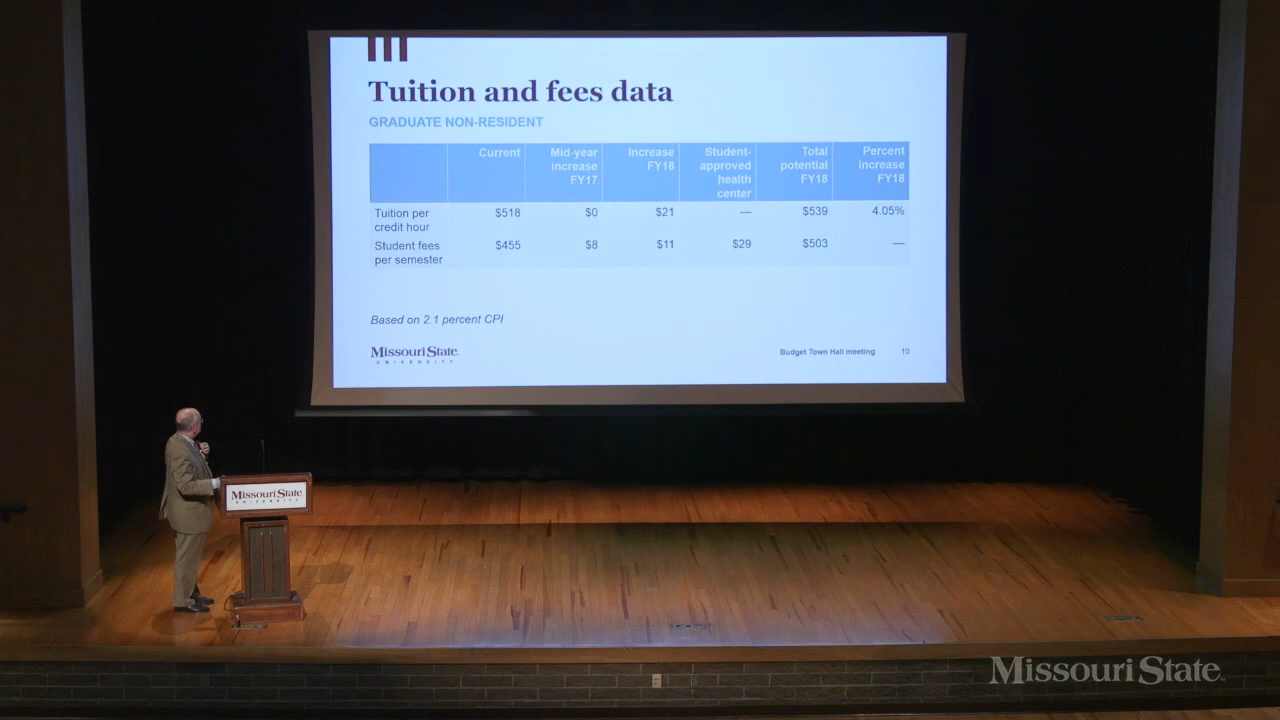 Tuition and fees data
GRADUATE NON-RESIDENT
Current
Mid-year
increase
FY17
Increase
FY18
Student-
approved
health
center
Total
potential
FY18
Percent
increase
FY18
Tuition per
credit hour
$518
$0
$21
—
$539
4.05%
Student fees
per semester
$455
$8
$11
$29
$503
—
Based on 2.1 percent CPI
Missouri State
UNIVERSITY
Budget Town Hall meeting 10
Missouri State
UNIVERSITY
Missouri State